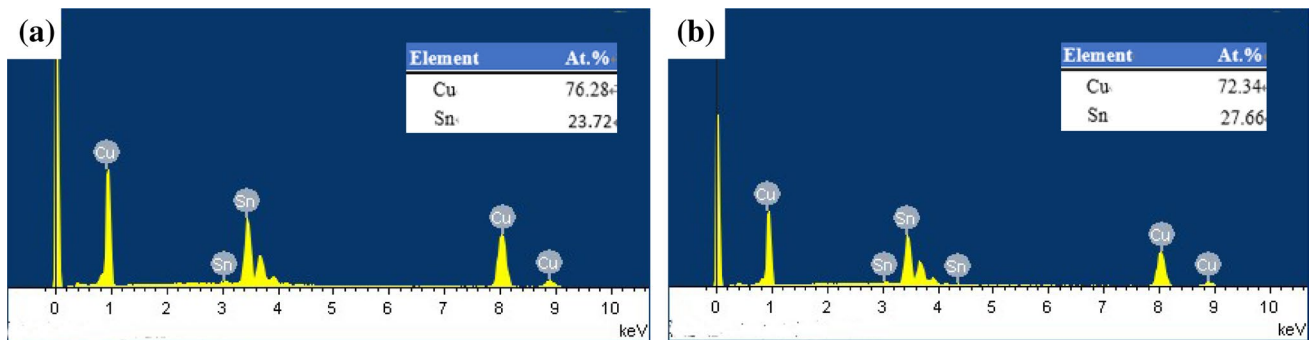 (a)
Element At.%
Cu 76.28
Sn 23.72
Cu
Sn
Sn
Cu
Cu
0 1 2 3 4 5 6 7 8 9 10
keV
(b)
Element At.%
Cu 72.34
Sn 27.66
Cu
Sn
Sn
Sn
Cu
Cu
0 1 2 3 4 5 6 7 8 9 10
keV